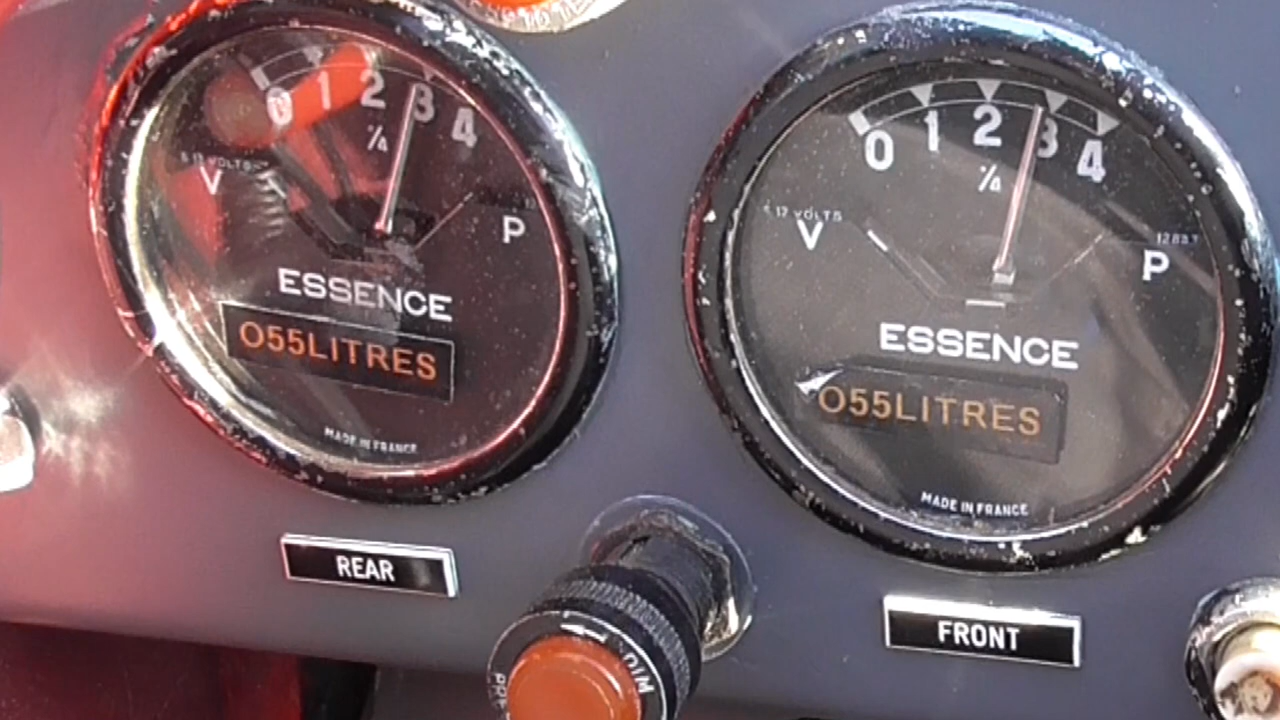 0 1 2 3 4
¼
V
P
ESSENCE
O55LITRES
MADE IN FRANCE
REAR
0 1 2 3 4
¼
12 VOLTS
V
P
ESSENCE
O55LITRES
MADE IN FRANCE
FRONT
MID